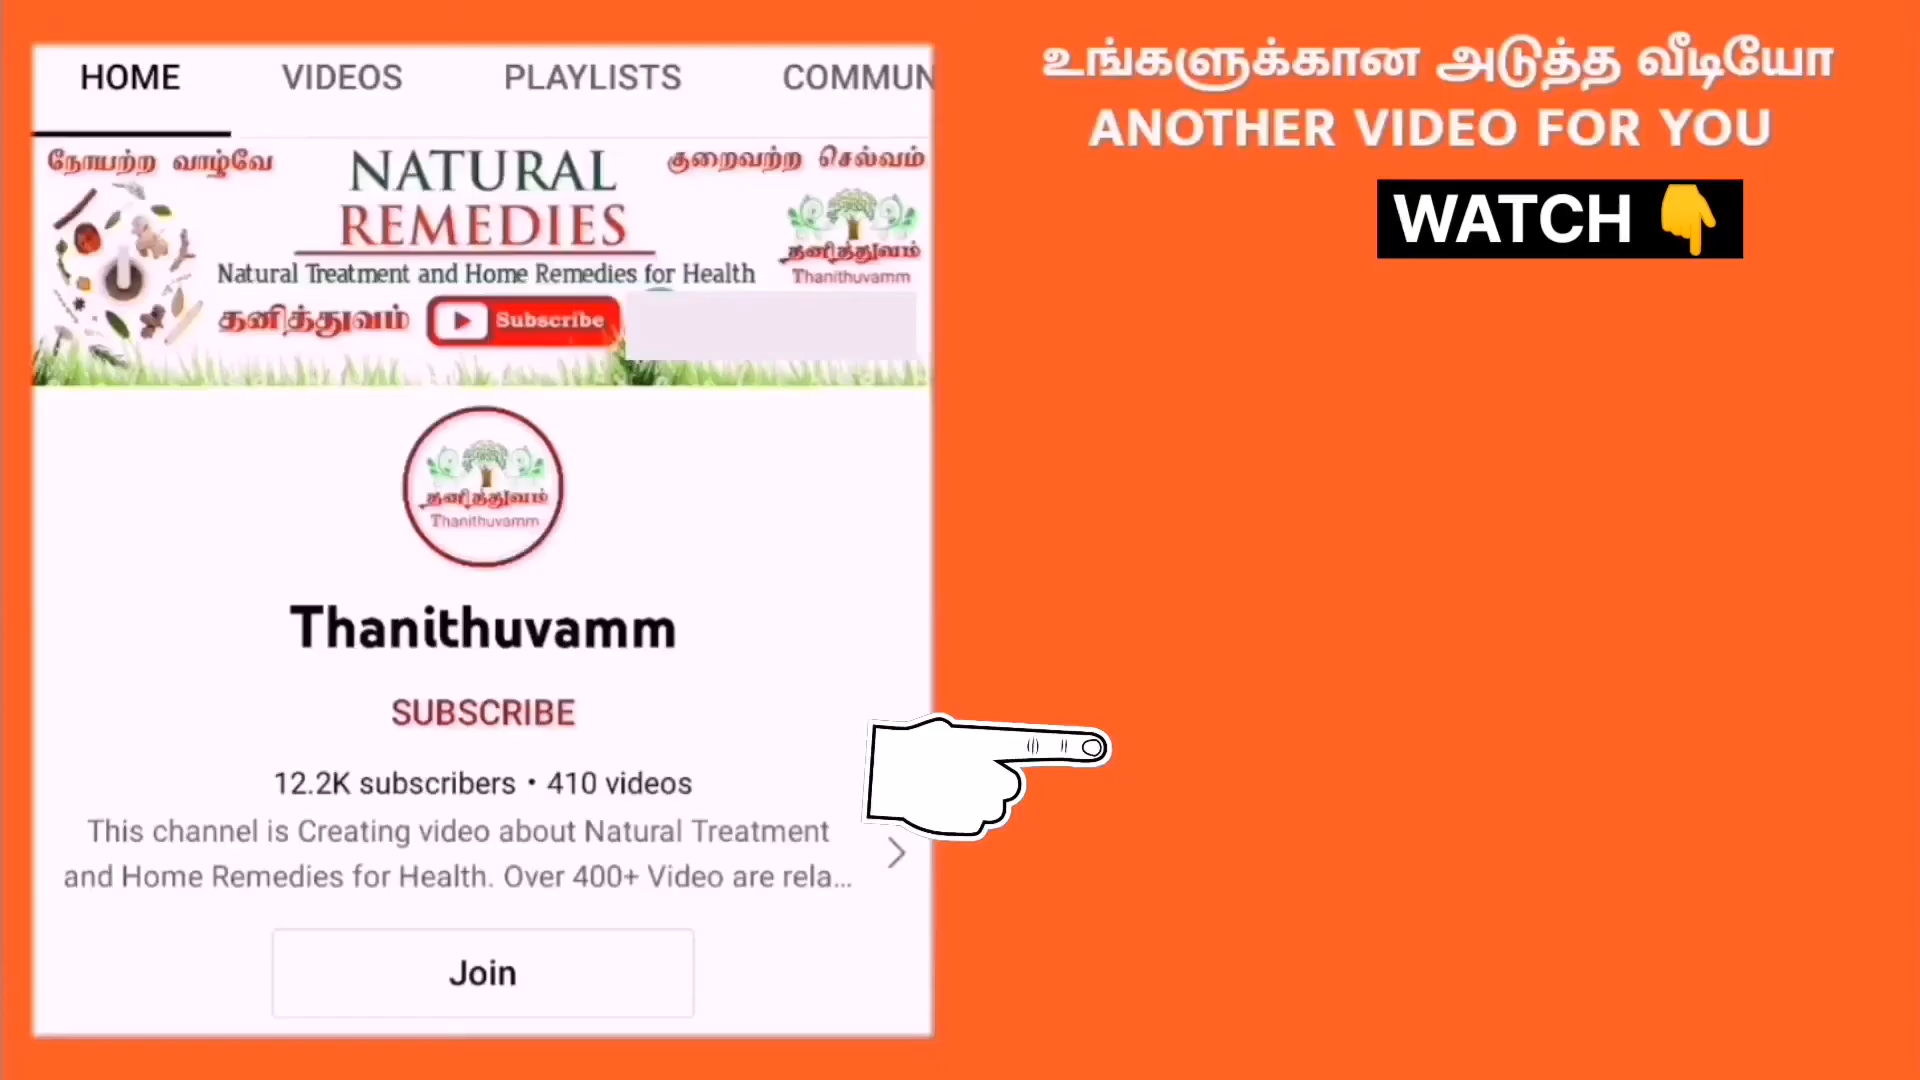 HOME VIDEOS PLAYLISTS COMMUN
நோயற்ற வாழ்வே
NATURAL
REMEDIES
குறைவற்ற செல்வம்
தனித்துவம்
Thanithuvamm
Natural Treatment and Home Remedies for Health
தனித்துவம்
Subscribe
தனித்துவம்
Thanithuvamm
Thanithuvamm
SUBSCRIBE
12.2K subscribers • 410 videos
This channel is Creating video about Natural Treatment
and Home Remedies for Health. Over 400+ Video are rela...
Join
உங்களுக்கான அடுத்த வீடியோ
ANOTHER VIDEO FOR YOU
WATCH